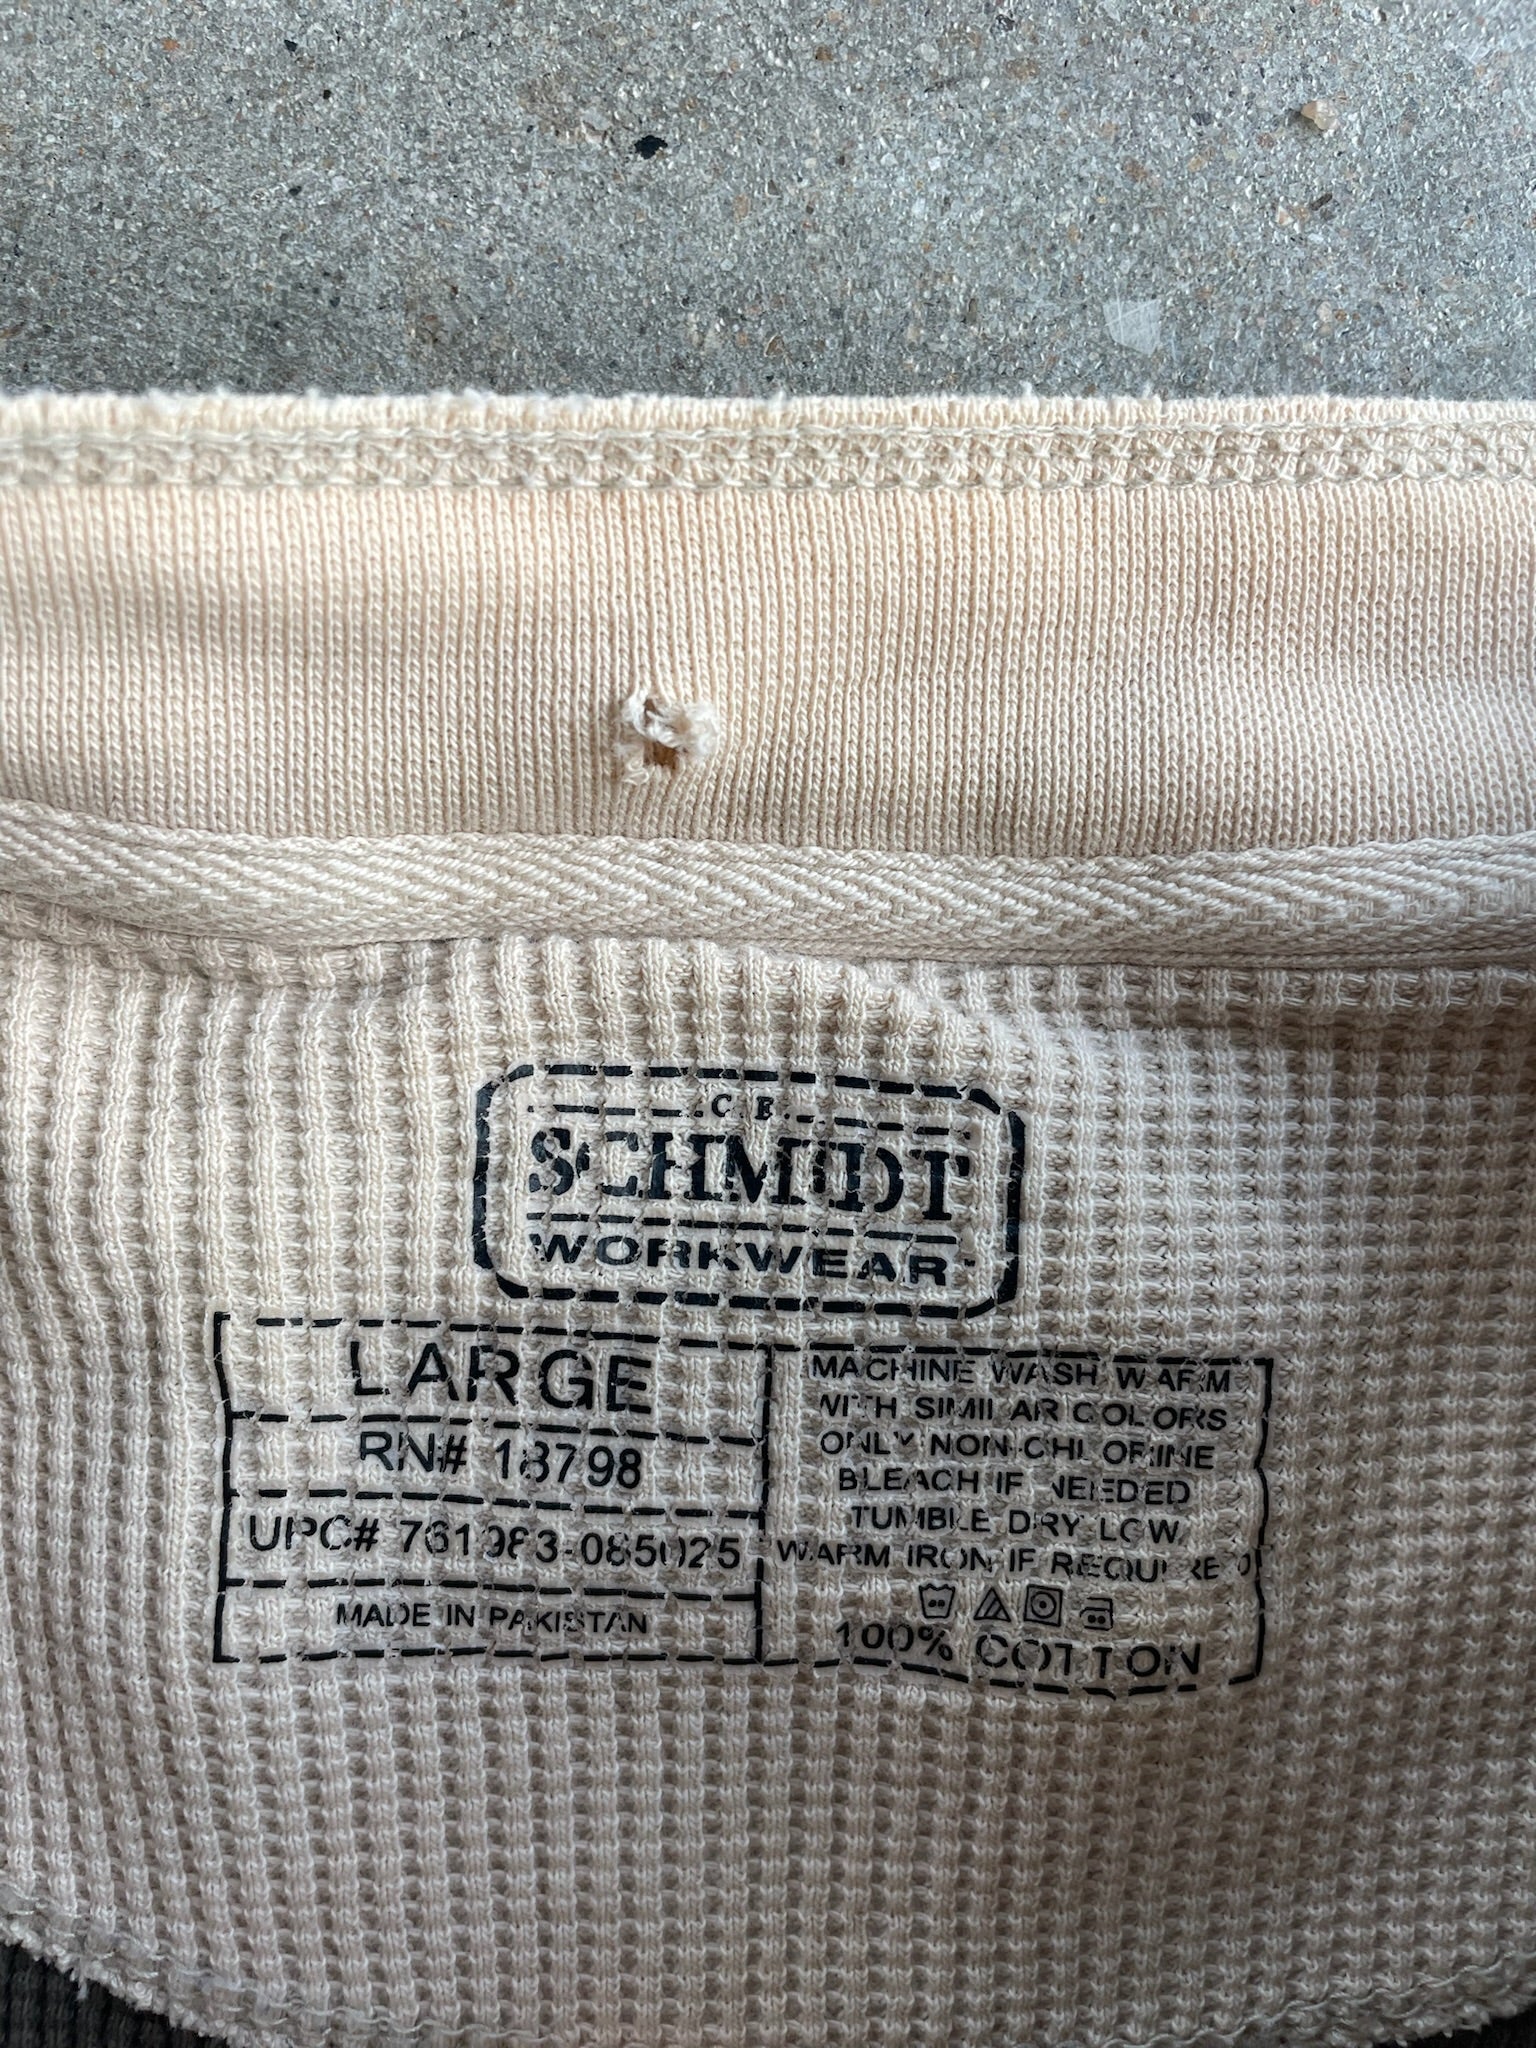 C.E.
SCHMIDT
WORKWEAR
LARGE
RN# 18798
UPC# 761983-085025
MADE IN PAKISTAN
MACHINE WASH WARM
WITH SIMILAR COLORS
ONLY NON-CHLORINE
BLEACH IF NEEDED
TUMBLE DRY LOW,
WARM IRON IF REQUIRED
100% COTTON